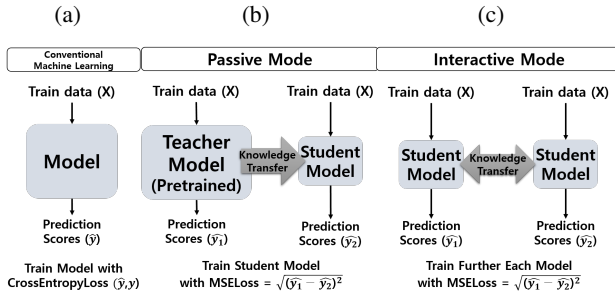 (a)
(b)
(c)
Conventional
Machine Learning
Passive Mode
Interactive Mode
Train data (X)
Train data (X)
Train data (X)
Train data (X)
Train data (X)
Model
Teacher
Model
(Pretrained)
Knowledge
Transfer
Student
Model
Student
Model
Knowledge
Transfer
Student
Model
Prediction
Scores (ŷ)
Prediction
Scores (ŷ₁)
Prediction
Scores (ŷ₂)
Prediction
Scores (ŷ₁)
Prediction
Scores (ŷ₂)
Train Model with
CrossEntropyLoss (ŷ,y)
Train Student Model
with MSELoss = √(ŷ₁ − ŷ₂)²
Train Further Each Model
with MSELoss = √(ŷ₁ − ŷ₂)²